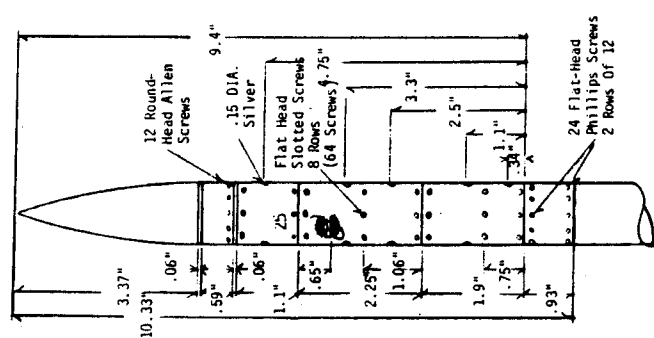 9.4"
4.75"
3.3"
2.5"
1.1"
.34"
12 Round-
Head Allen
Screws
.15 DIA.
Silver
Flat Head
Slotted Screws
8 Rows
(64 Screws)
24 Flat-Head
Phillips Screws
2 Rows Of 12
25
A
.06"
.06"
.65"
1.06"
.75"
3.37"
.59"
1.1"
2.25"
1.9"
.93"
10.33"